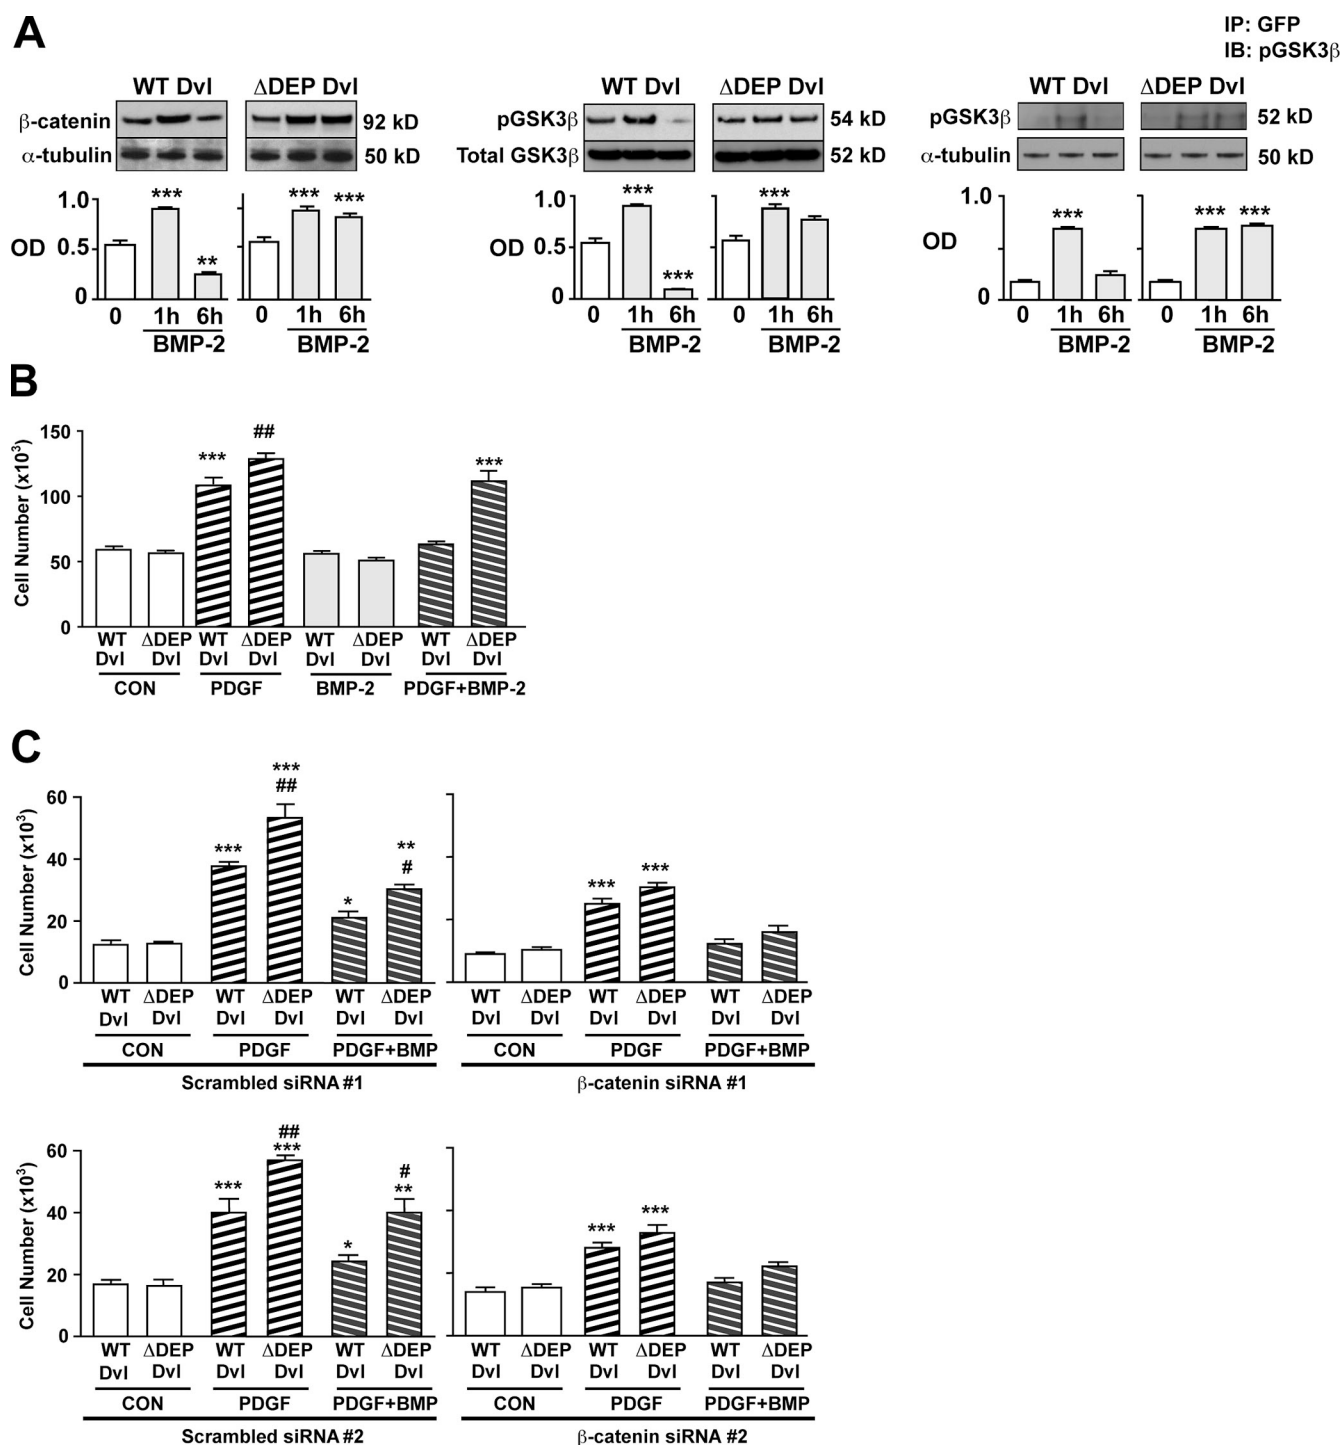 A
IP: GFP
IB: pGSK3β
WT Dvl ΔDEP Dvl
β-catenin 92 kD
α-tubulin 50 kD
1.0 *** *** ***
OD 0.5 **
0
0 1h 6h 0 1h 6h
BMP-2 BMP-2
WT Dvl ΔDEP Dvl
pGSK3β 54 kD
Total GSK3β 52 kD
1.0 *** ***
OD 0.5 ***
0
0 1h 6h 0 1h 6h
BMP-2 BMP-2
WT Dvl ΔDEP Dvl
pGSK3β 52 kD
α-tubulin 50 kD
1.0 *** *** ***
OD 0.5
0
0 1h 6h 0 1h 6h
BMP-2 BMP-2
B
Cell Number (x10³)
150
100
50
0
*** ## ***
WT ΔDEP WT ΔDEP WT ΔDEP WT ΔDEP
Dvl Dvl Dvl Dvl Dvl Dvl Dvl Dvl
CON PDGF BMP-2 PDGF+BMP-2
C
Cell Number (x10³)
60
40
20
0
***
##
*** **
* #
*** ***
WT ΔDEP WT ΔDEP WT ΔDEP WT ΔDEP WT ΔDEP WT ΔDEP
Dvl Dvl Dvl Dvl Dvl Dvl Dvl Dvl Dvl Dvl Dvl Dvl
CON PDGF PDGF+BMP CON PDGF PDGF+BMP
Scrambled siRNA #1 β-catenin siRNA #1
Cell Number (x10³)
60
40
20
0
##
***
*** #
* **
*** ***
WT ΔDEP WT ΔDEP WT ΔDEP WT ΔDEP WT ΔDEP WT ΔDEP
Dvl Dvl Dvl Dvl Dvl Dvl Dvl Dvl Dvl Dvl Dvl Dvl
CON PDGF PDGF+BMP CON PDGF PDGF+BMP
Scrambled siRNA #2 β-catenin siRNA #2